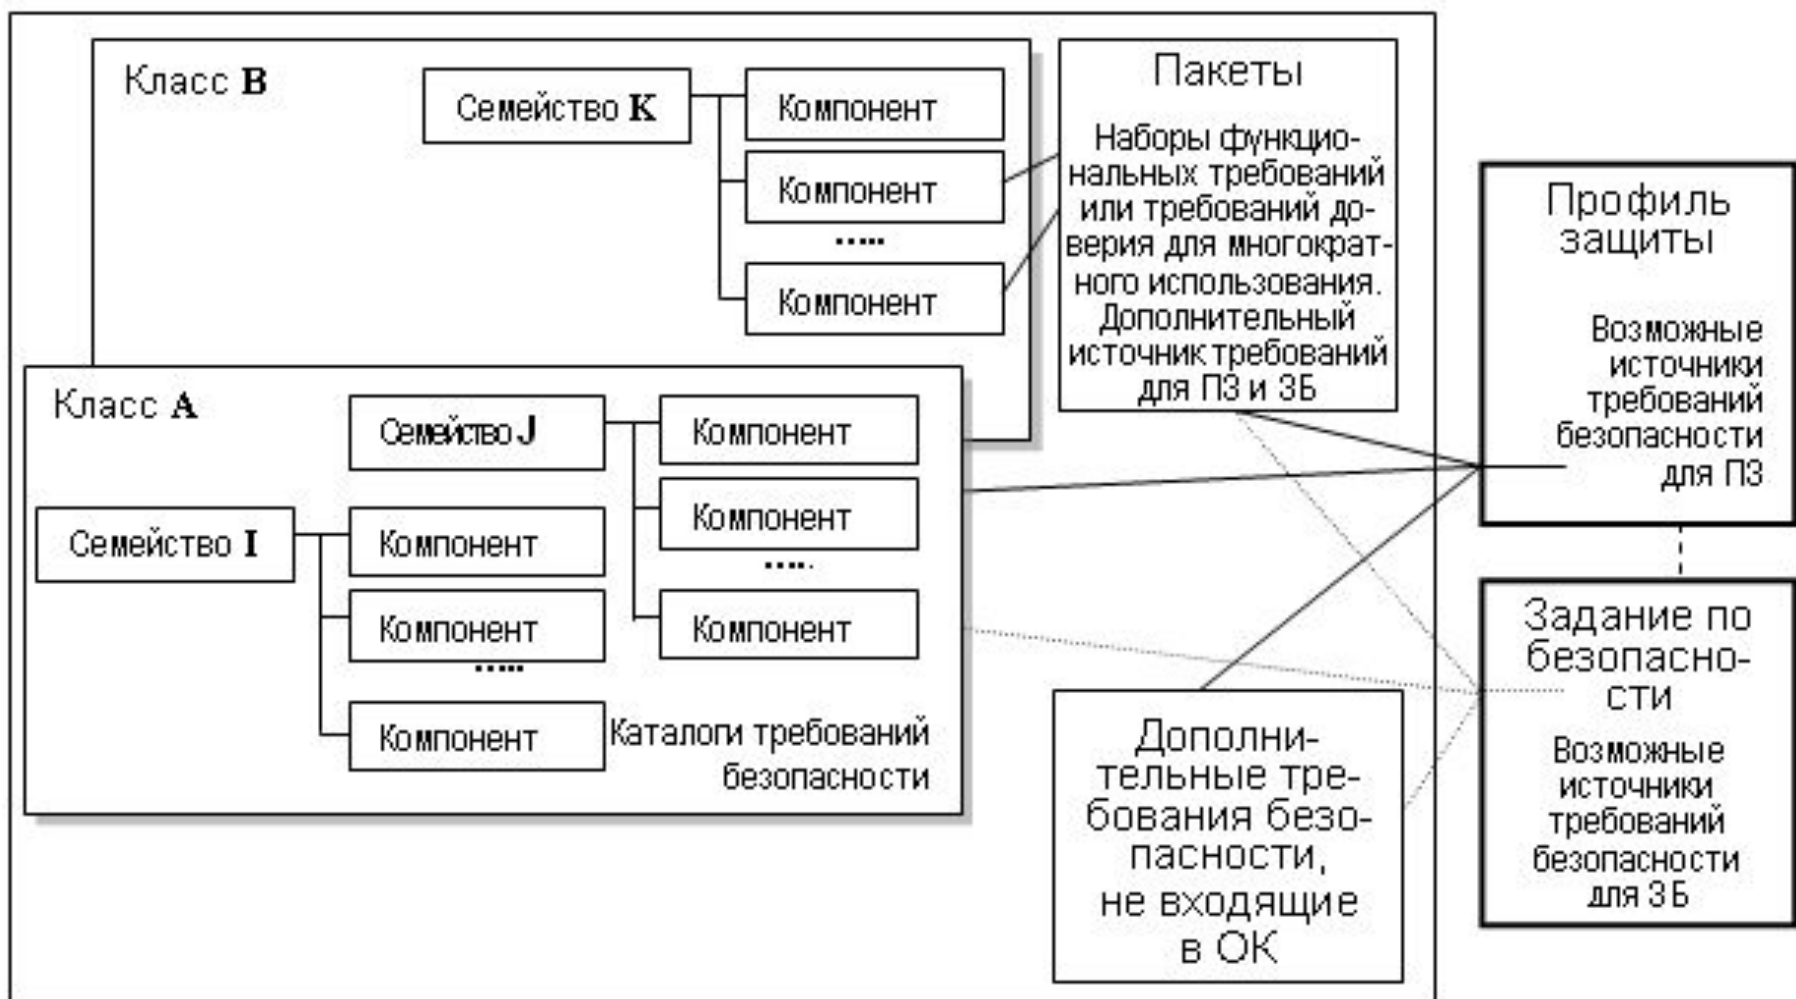 Класс B
Семейство K
Компонент
Компонент
.....
Компонент
Пакеты
Наборы функцио-
нальных требований
или требований до-
верия для многократ-
ного использования.
Дополнительный
источник требований
для ПЗ и ЗБ
Класс A
Семейство J
Компонент
Компонент
.....
Компонент
Семейство I
Компонент
Компонент
.....
Компонент
Каталоги требований
безопасности
Дополни-
тельные тре-
бования безо-
пасности,
не входящие
в ОК
Профиль
защиты
Возможные
источники
требований
безопасности
для ПЗ
Задание по
безопасно-
сти
Возможные
источники
требований
безопасности
для ЗБ